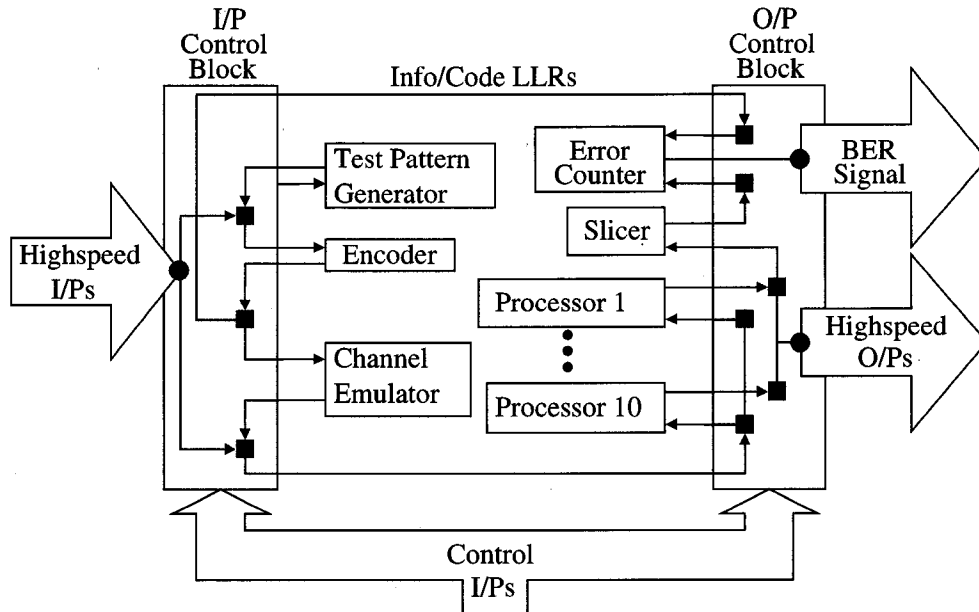 I/P
Control
Block
O/P
Control
Block
Info/Code LLRs
Test Pattern
Generator
Error
Counter
BER
Signal
Slicer
Encoder
Highspeed
I/Ps
Processor 1
Highspeed
O/Ps
Channel
Emulator
Processor 10
Control
I/Ps